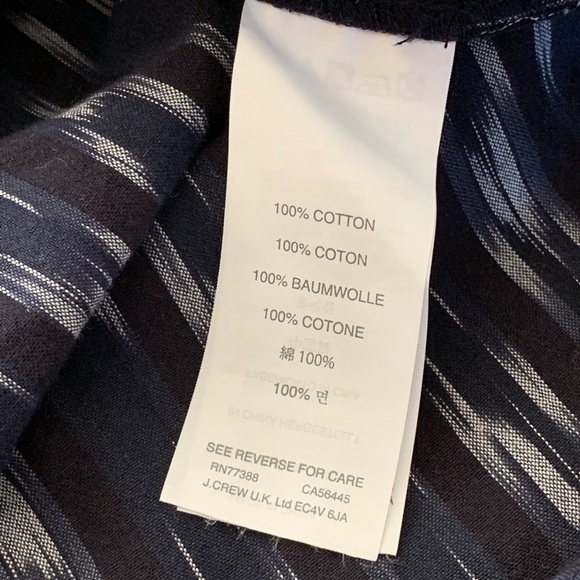 100% COTTON
100% COTON
100% BAUMWOLLE
100% COTONE
綿 100%
100% 면
SEE REVERSE FOR CARE
RN77388 CA56445
J.CREW U.K. Ltd EC4V 6JA